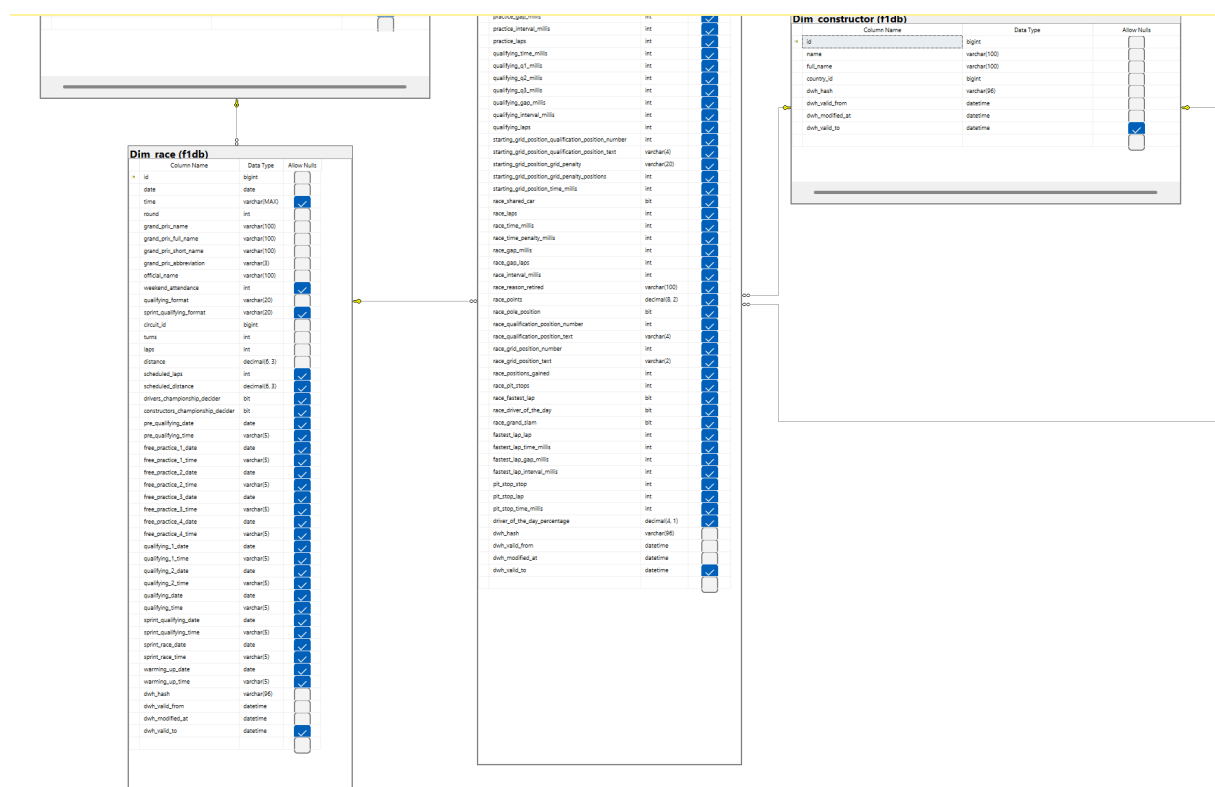 practice_gap_millis int
practice_interval_millis int
practice_laps int
qualifying_time_millis int
qualifying_q1_millis int
qualifying_q2_millis int
qualifying_q3_millis int
qualifying_gap_millis int
qualifying_interval_millis int
qualifying_laps int
starting_grid_position_qualification_position_number int
starting_grid_position_qualification_position_text varchar(4)
starting_grid_position_grid_penalty varchar(20)
starting_grid_position_grid_penalty_positions int
starting_grid_position_time_millis int
race_shared_car bit
race_laps int
race_time_millis int
race_time_penalty_millis int
race_gap_millis int
race_gap_laps int
race_interval_millis int
race_reason_retired varchar(100)
race_points decimal(8, 2)
race_pole_position bit
race_qualification_position_number int
race_qualification_position_text varchar(4)
race_grid_position_number int
race_grid_position_text varchar(2)
race_positions_gained int
race_pit_stops int
race_fastest_lap bit
race_driver_of_the_day bit
race_grand_slam bit
fastest_lap_lap int
fastest_lap_time_millis int
fastest_lap_gap_millis int
fastest_lap_interval_millis int
pit_stop_stop int
pit_stop_lap int
pit_stop_time_millis int
driver_of_the_day_percentage decimal(4, 1)
dwh_hash varchar(96)
dwh_valid_from datetime
dwh_modified_at datetime
dwh_valid_to datetime
Dim_constructor (f1db)
Column Name Data Type Allow Nulls
id bigint
name varchar(100)
full_name varchar(100)
country_id bigint
dwh_hash varchar(96)
dwh_valid_from datetime
dwh_modified_at datetime
dwh_valid_to datetime
Dim_race (f1db)
Column Name Data Type Allow Nulls
id bigint
date date
time varchar(MAX)
round int
grand_prix_name varchar(100)
grand_prix_full_name varchar(100)
grand_prix_short_name varchar(100)
grand_prix_abbreviation varchar(3)
official_name varchar(100)
weekend_attendance int
qualifying_format varchar(20)
sprint_qualifying_format varchar(20)
circuit_id bigint
turns int
laps int
distance decimal(6, 3)
scheduled_laps int
scheduled_distance decimal(6, 3)
drivers_championship_decider bit
constructors_championship_decider bit
pre_qualifying_date date
pre_qualifying_time varchar(5)
free_practice_1_date date
free_practice_1_time varchar(5)
free_practice_2_date date
free_practice_2_time varchar(5)
free_practice_3_date date
free_practice_3_time varchar(5)
free_practice_4_date date
free_practice_4_time varchar(5)
qualifying_1_date date
qualifying_1_time varchar(5)
qualifying_2_date date
qualifying_2_time varchar(5)
qualifying_date date
qualifying_time varchar(5)
sprint_qualifying_date date
sprint_qualifying_time varchar(5)
sprint_race_date date
sprint_race_time varchar(5)
warming_up_date date
warming_up_time varchar(5)
dwh_hash varchar(96)
dwh_valid_from datetime
dwh_modified_at datetime
dwh_valid_to datetime